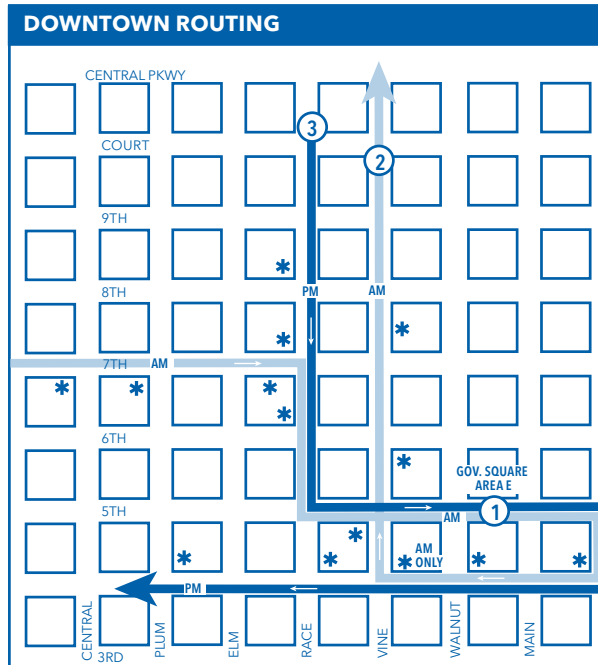 DOWNTOWN ROUTING
CENTRAL PKWY
3
COURT
2
9TH
*
8TH
PM
AM
*
*
7TH
AM
*
*
*
*
6TH
*
GOV. SQUARE
AREA E
5TH
1
AM
*
*
*
* AM
ONLY
*
*
PM
CENTRAL
PLUM
ELM
RACE
VINE
WALNUT
MAIN
3RD